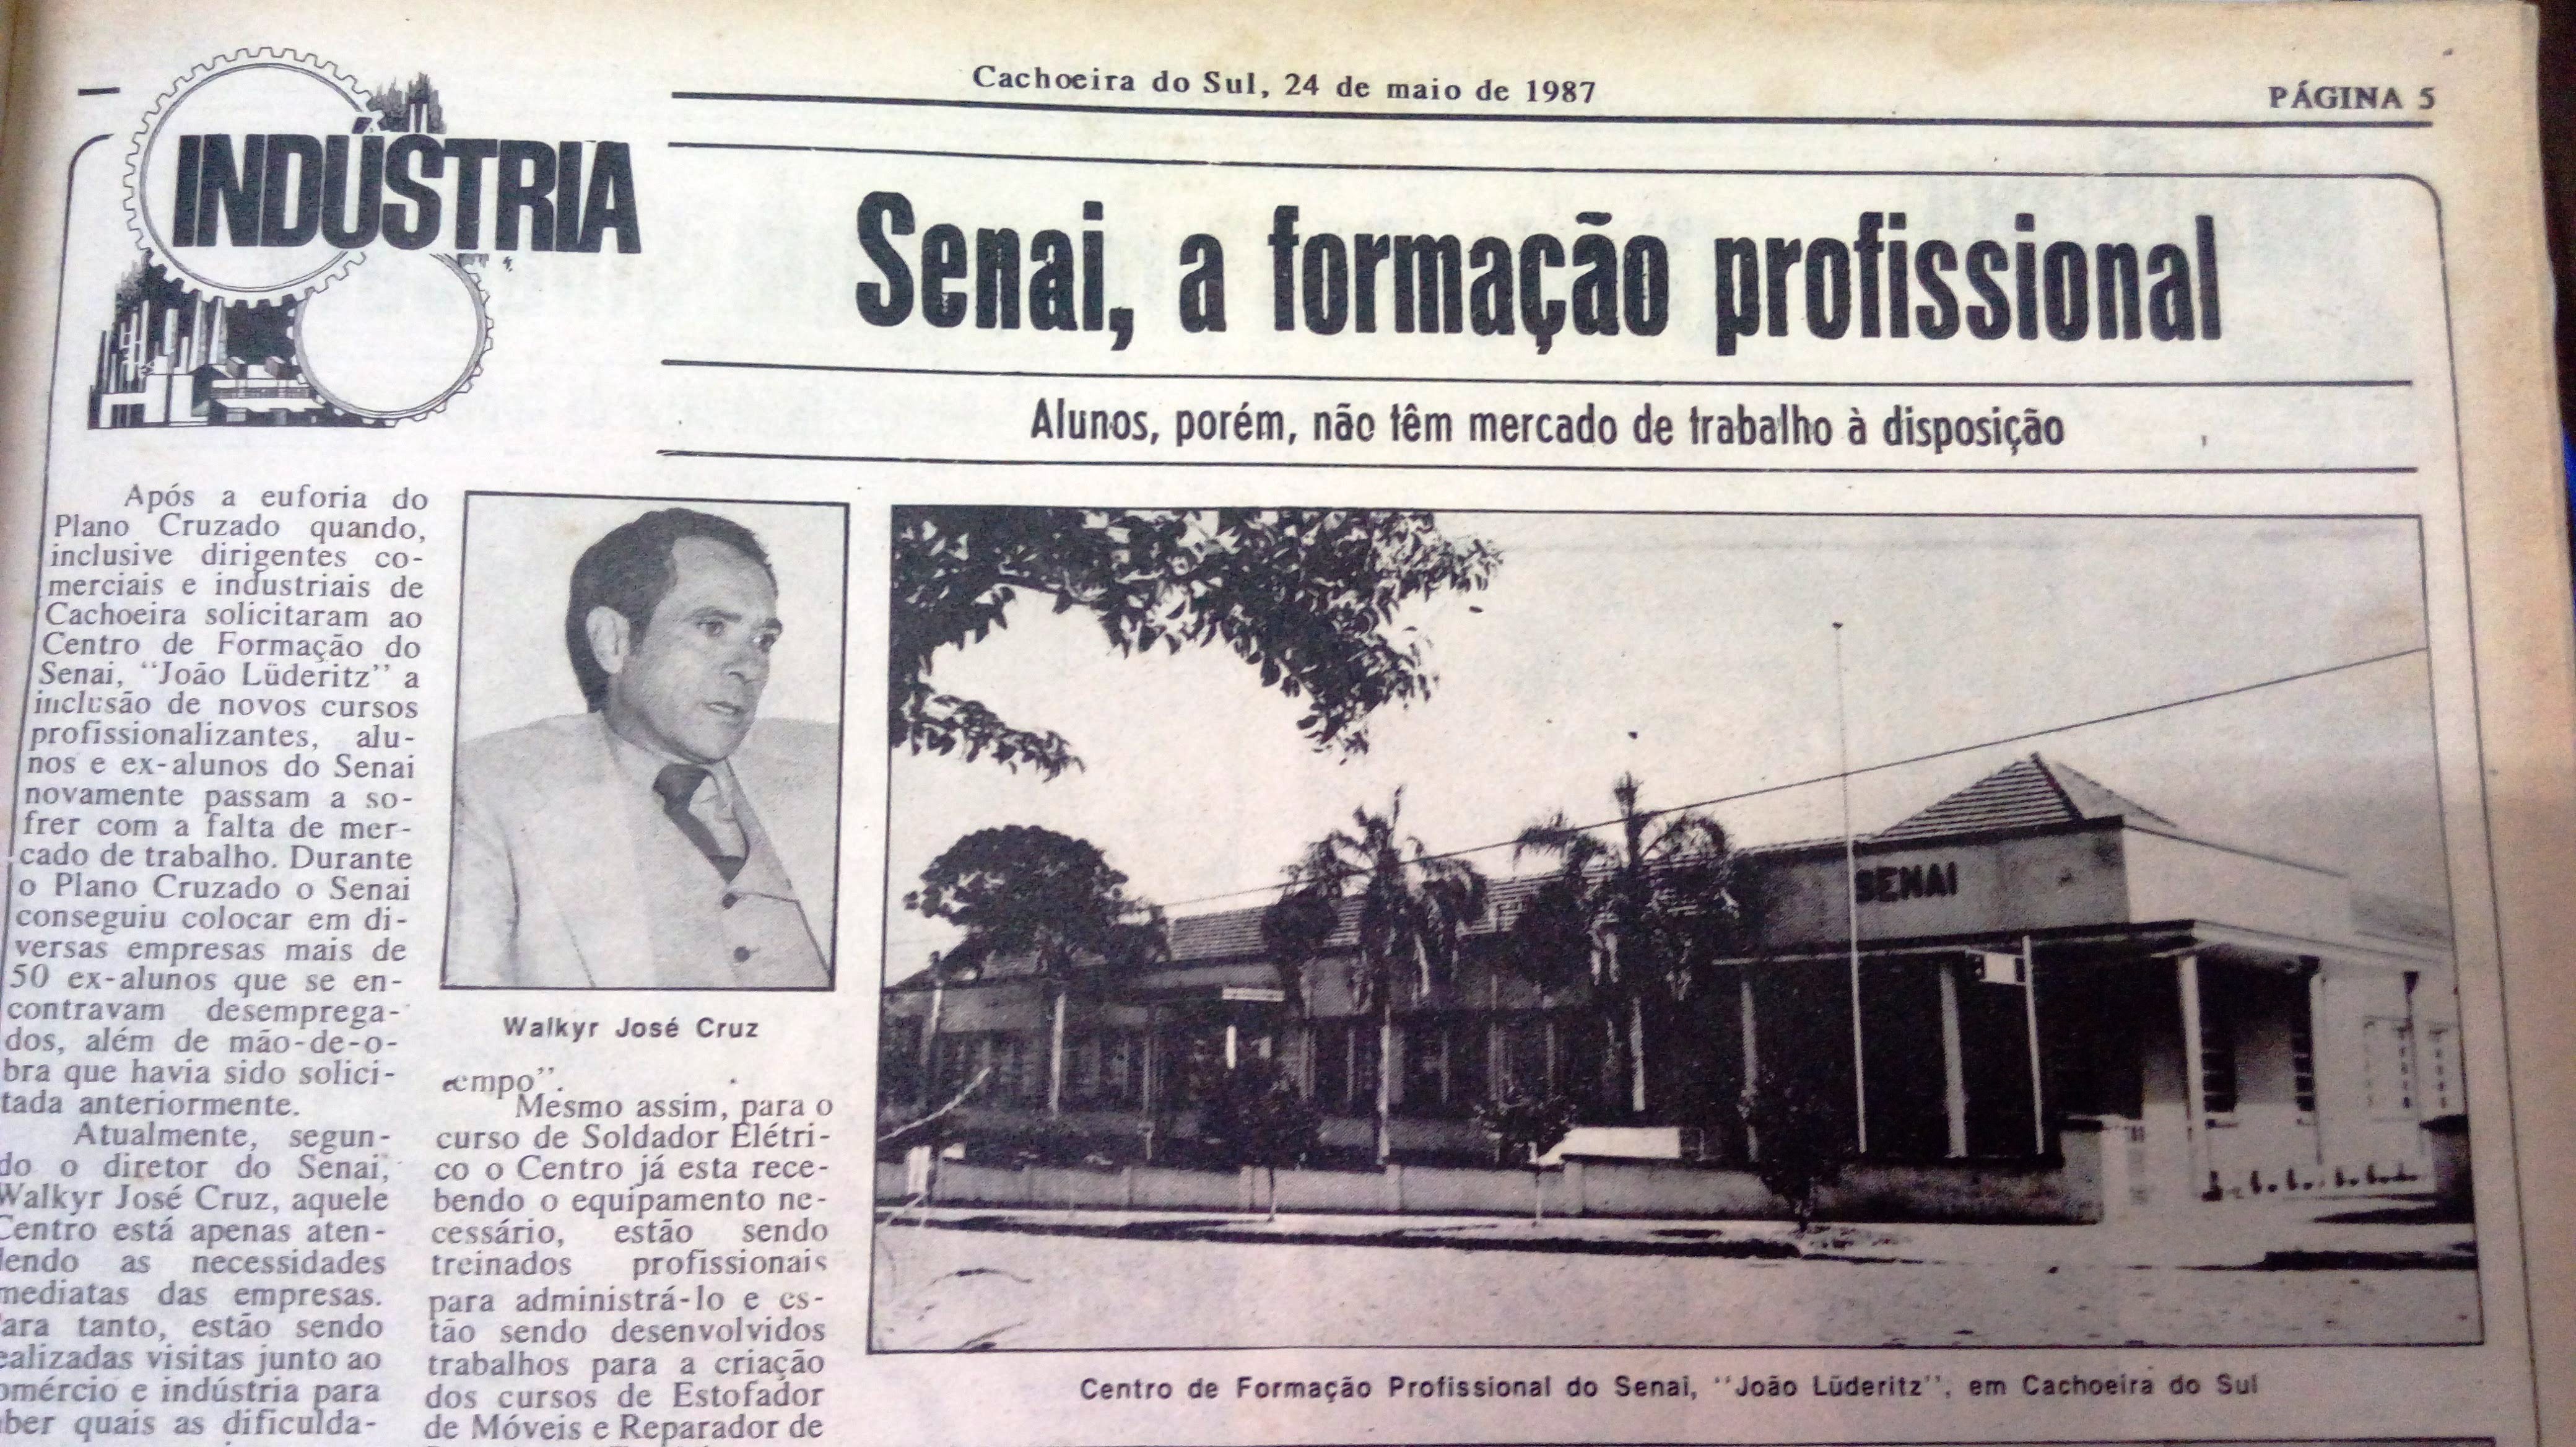 Cachoeira do Sul, 24 de maio de 1987
PÁGINA 5
INDÚSTRIA
Senai, a formação profissional
Alunos, porém, não têm mercado de trabalho à disposição
Após a euforia do
Plano Cruzado quando,
inclusive dirigentes co-
merciais e industriais de
Cachoeira solicitaram ao
Centro de Formação do
Senai, "João Lüderitz" a
inclusão de novos cursos
profissionalizantes, alu-
nos e ex-alunos do Senai
novamente passam a so-
frer com a falta de mer-
cado de trabalho. Durante
o Plano Cruzado o Senai
conseguiu colocar em di-
versas empresas mais de
50 ex-alunos que se en-
contravam desemprega-
dos, além de mão-de-o-
bra que havia sido solici-
tada anteriormente.
Atualmente, segun-
do o diretor do Senai,
Walkyr José Cruz, aquele
Centro está apenas aten-
dendo as necessidades
mediatas das empresas.
ara tanto, estão sendo
ealizadas visitas junto ao
omércio e indústria para
ber quais as dificulda-
Walkyr José Cruz
empo".
Mesmo assim, para o
curso de Soldador Elétri-
co o Centro já esta rece-
bendo o equipamento ne-
cessário, estão sendo
treinados profissionais
para administrá-lo e es-
tão sendo desenvolvidos
trabalhos para a criação
dos cursos de Estofador
de Móveis e Reparador de
SENAI
Centro de Formação Profissional do Senai, "João Lüderitz", em Cachoeira do Sul